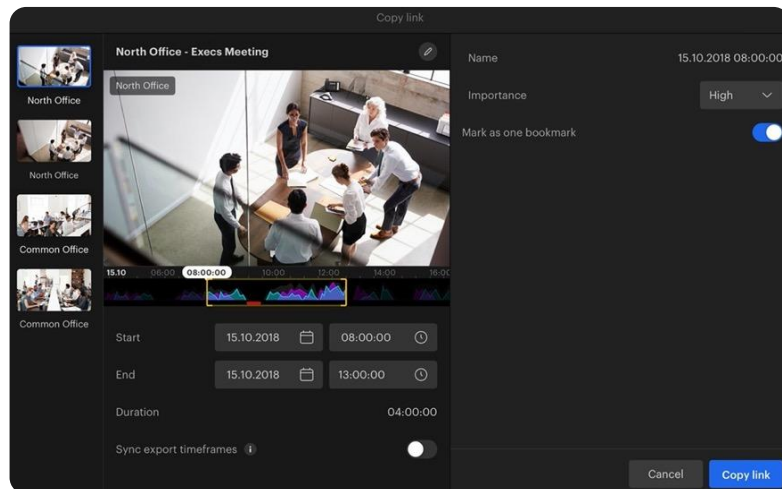 Copy link
North Office
North Office
Common Office
Common Office
North Office - Execs Meeting
North Office
15.10 06:00 08:00:00 10:00 12:00 14:00 16:00
Start 15.10.2018 08:00:00
End 15.10.2018 13:00:00
Duration 04:00:00
Sync export timeframes i
Name 15.10.2018 08:00:00
Importance High
Mark as one bookmark
Cancel Copy link